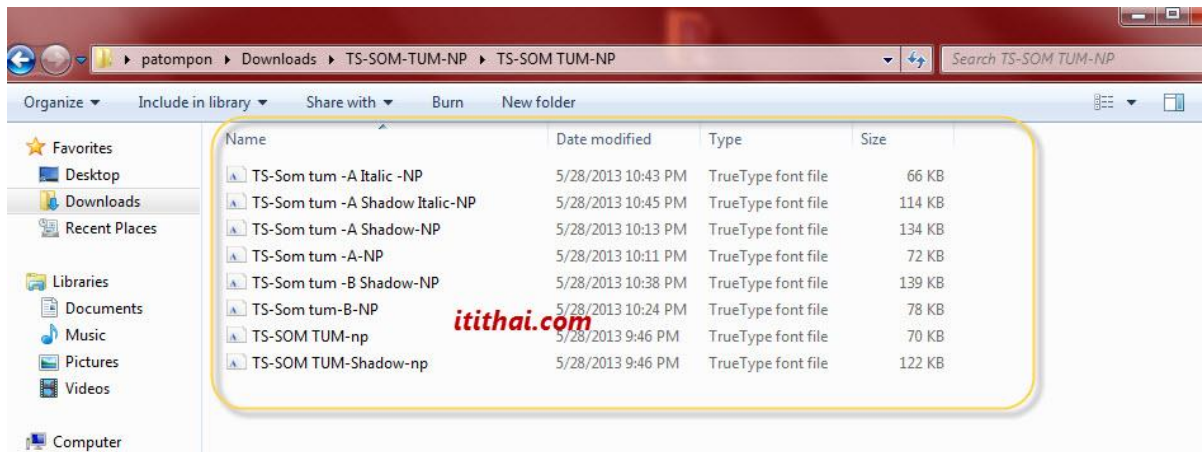 patompon ▸ Downloads ▸ TS-SOM-TUM-NP ▸ TS-SOM TUM-NP Search TS-SOM TUM-NP
Organize Include in library Share with Burn New folder
Favorites
Desktop
Downloads
Recent Places
Libraries
Documents
Music
Pictures
Videos
Computer
Name Date modified Type Size
TS-Som tum -A Italic -NP 5/28/2013 10:43 PM TrueType font file 66 KB
TS-Som tum -A Shadow Italic-NP 5/28/2013 10:45 PM TrueType font file 114 KB
TS-Som tum -A Shadow-NP 5/28/2013 10:13 PM TrueType font file 134 KB
TS-Som tum -A-NP 5/28/2013 10:11 PM TrueType font file 72 KB
TS-Som tum -B Shadow-NP 5/28/2013 10:38 PM TrueType font file 139 KB
TS-Som tum-B-NP 5/28/2013 10:24 PM TrueType font file 78 KB
TS-SOM TUM-np 5/28/2013 9:46 PM TrueType font file 70 KB
TS-SOM TUM-Shadow-np 5/28/2013 9:46 PM TrueType font file 122 KB
itithai.com